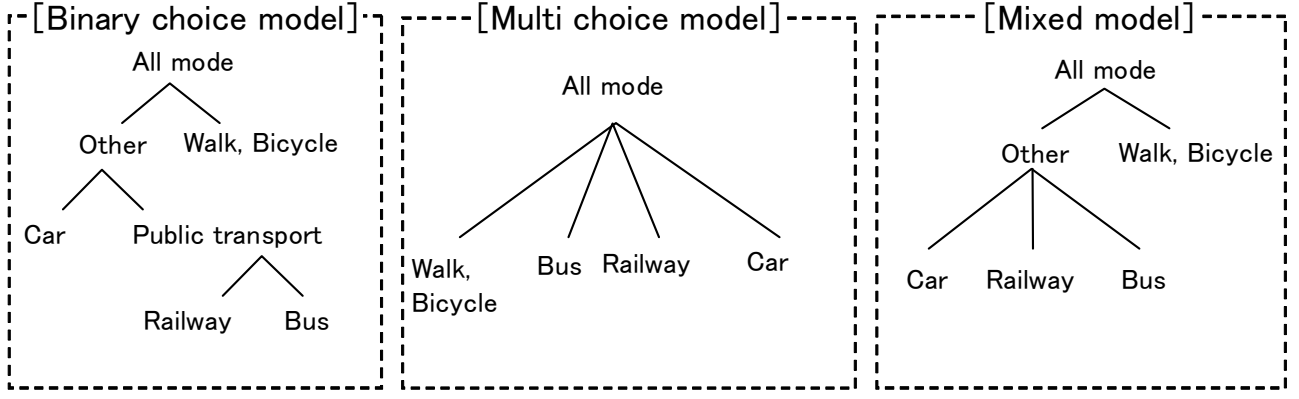 [Binary choice model]
All mode
Other
Walk, Bicycle
Car
Public transport
Railway
Bus
[Multi choice model]
All mode
Walk,
Bicycle
Bus
Railway
Car
[Mixed model]
All mode
Other
Walk, Bicycle
Car
Railway
Bus